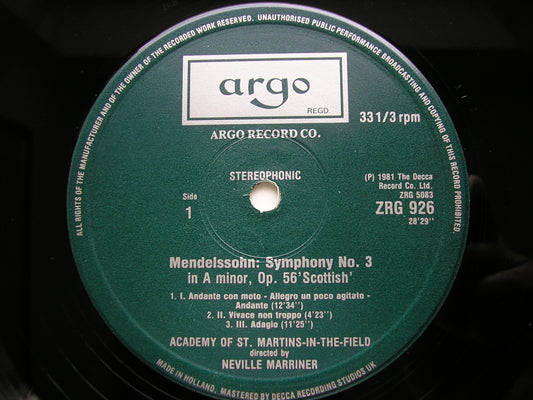 ALL RIGHTS OF THE MANUFACTURER AND OF THE OWNER OF THE RECORDED WORK RESERVED. UNAUTHORISED PUBLIC PERFORMANCE BROADCASTING AND COPYING OF THIS RECORD PROHIBITED.
argo
REGD.
33 1/3 rpm
ARGO RECORD CO.
STEREOPHONIC
(P) 1981 The Decca
Record Co. Ltd.
ZRG 5083
Side
1
ZRG 926
28'29''
Mendelssohn: Symphony No. 3
in A minor, Op. 56'Scottish'
1. I. Andante con moto - Allegro un poco agitato -
Andante (12'34'')
2. II. Vivace non troppo (4'23'')
3. III. Adagio (11'25'')
ACADEMY OF ST. MARTINS-IN-THE-FIELD
directed by
NEVILLE MARRINER
MADE IN HOLLAND, MASTERED BY DECCA RECORDING STUDIOS UK